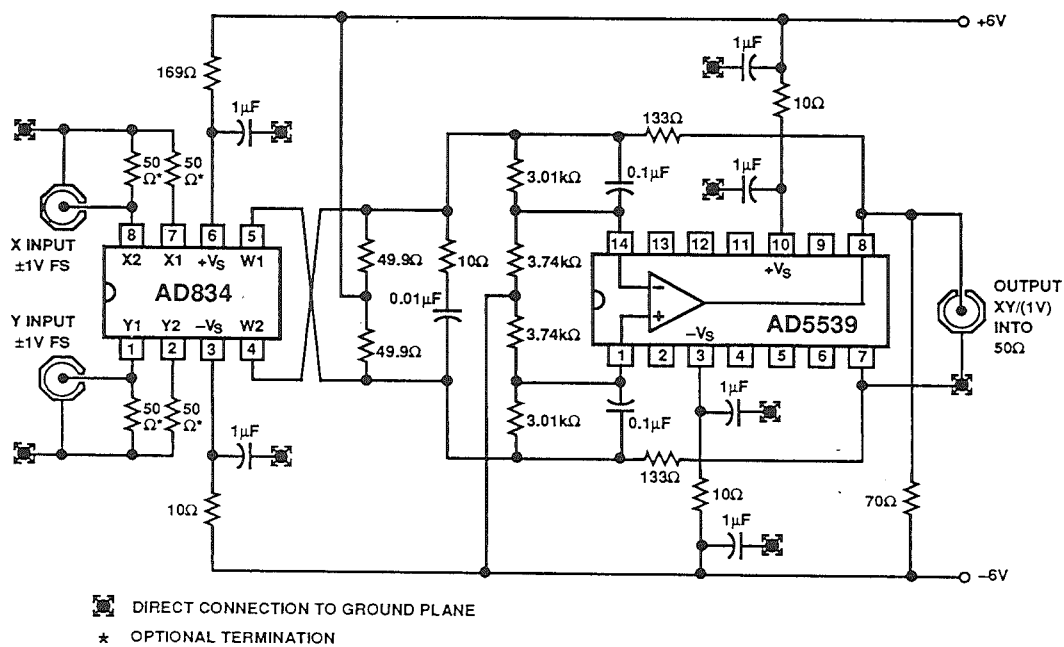 +6V
1µF
169Ω
10Ω
1µF
133Ω
50
Ω*
50
Ω*
3.01kΩ
0.1µF
1µF
8 7 6 5
X2 X1 +VS W1
X INPUT
±1V FS
14 13 12 11 10 9 8
+VS
49.9Ω
10Ω
3.74kΩ
AD834
0.01µF
−
+
AD5539
OUTPUT
XY/(1V)
INTO
50Ω
Y INPUT
±1V FS
Y1 Y2 −VS W2
1 2 3 4
49.9Ω
3.74kΩ
−VS
1 2 3 4 5 6 7
50
Ω*
50
Ω*
1µF
3.01kΩ
0.1µF
1µF
133Ω
10Ω
10Ω
70Ω
1µF
−6V
DIRECT CONNECTION TO GROUND PLANE
* OPTIONAL TERMINATION